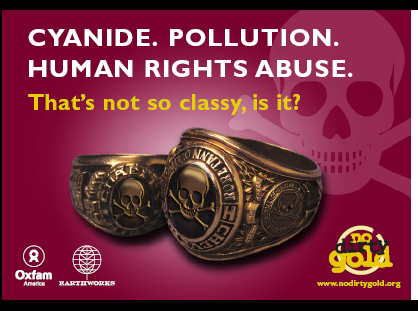 CYANIDE. POLLUTION.
HUMAN RIGHTS ABUSE.
That's not so classy, is it?
Oxfam
America
EARTHWORKS
no
dirty
gold
www.nodirtygold.org